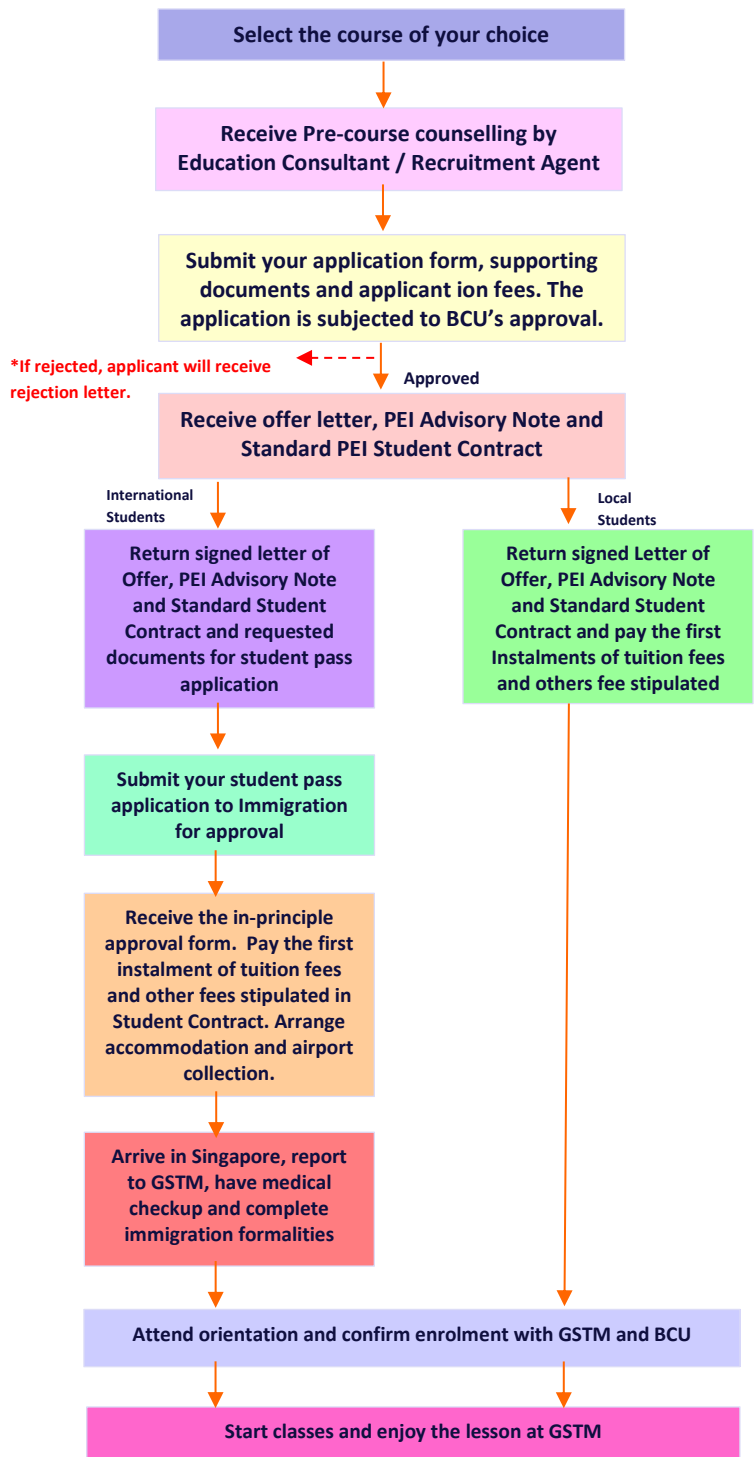 Select the course of your choice
Receive Pre-course counselling by
Education Consultant / Recruitment Agent
Submit your application form, supporting
documents and applicant ion fees. The
application is subjected to BCU’s approval.
*If rejected, applicant will receive
rejection letter.
Approved
Receive offer letter, PEI Advisory Note and
Standard PEI Student Contract
International
Students
Local
Students
Return signed letter of
Offer, PEI Advisory Note
and Standard Student
Contract and requested
documents for student pass
application
Return signed Letter of
Offer, PEI Advisory Note
and Standard Student
Contract and pay the first
Instalments of tuition fees
and others fee stipulated
Submit your student pass
application to Immigration
for approval
Receive the in-principle
approval form.  Pay the first
instalment of tuition fees
and other fees stipulated in
Student Contract. Arrange
accommodation and airport
collection.
Arrive in Singapore, report
to GSTM, have medical
checkup and complete
immigration formalities
Attend orientation and confirm enrolment with GSTM and BCU
Start classes and enjoy the lesson at GSTM